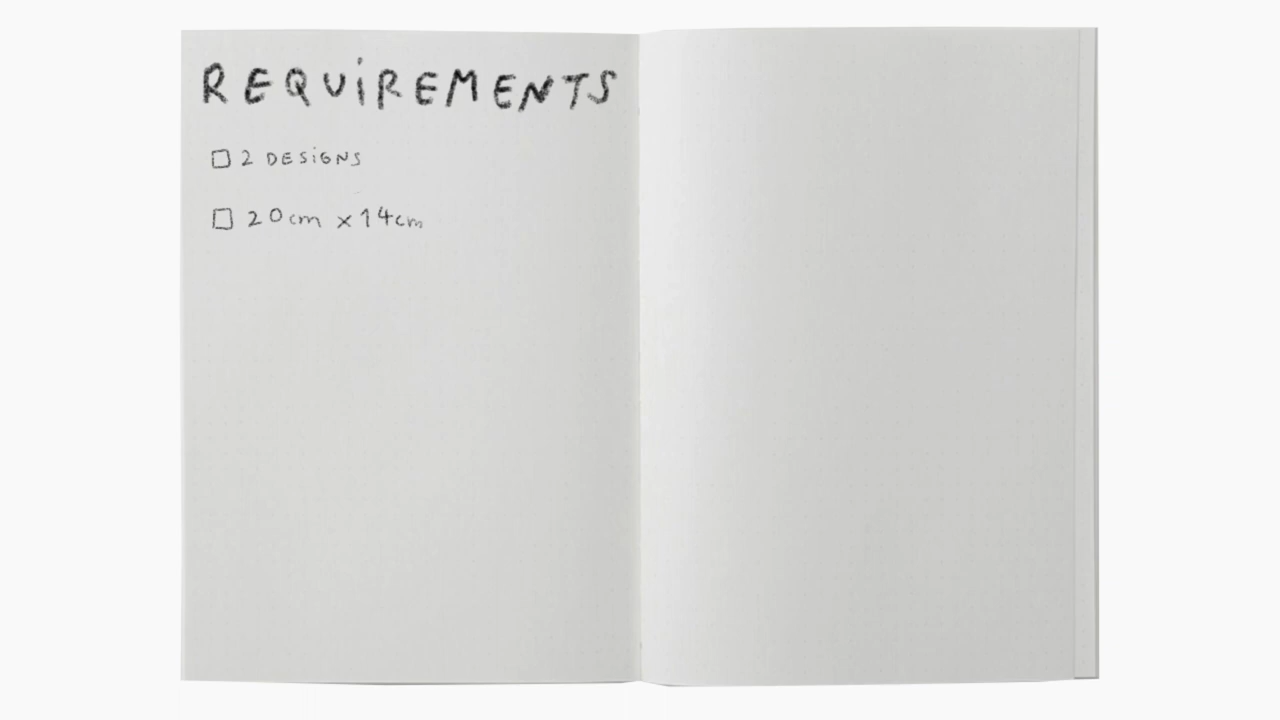 REQUiREMENTS
☐ 2 DESiGNS
☐ 20cm x 14cm